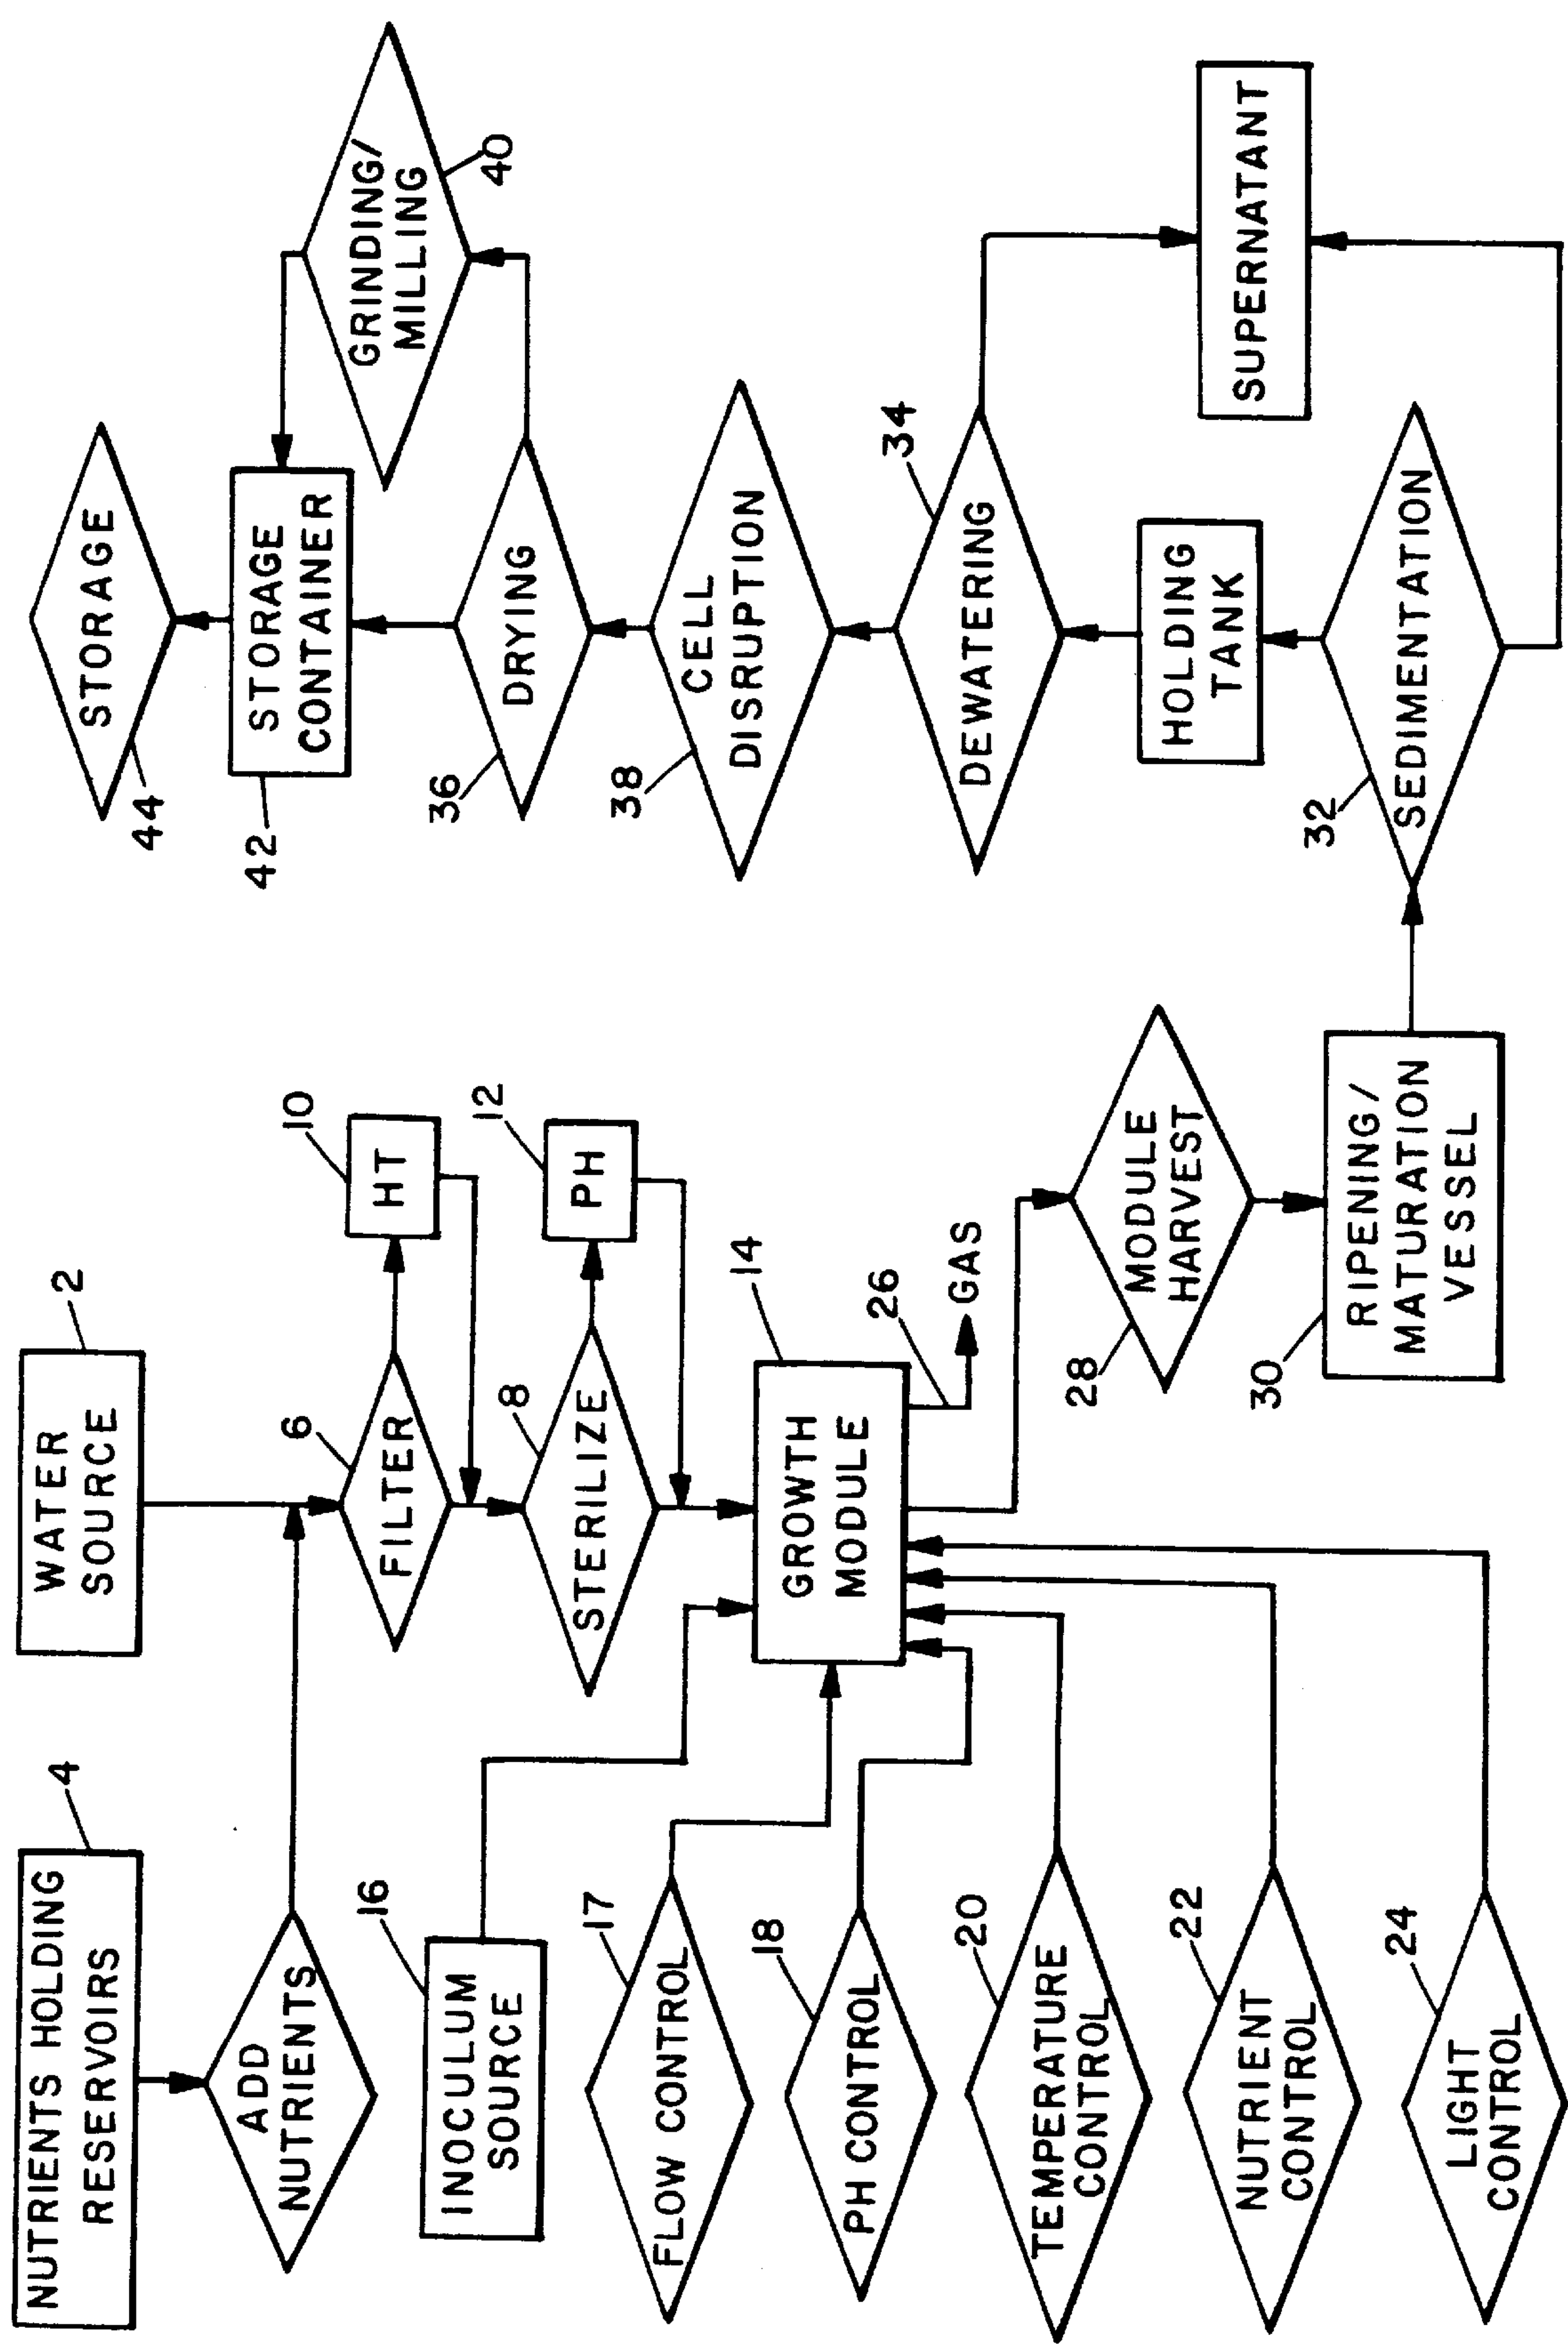 NUTRIENTS HOLDING
RESERVOIRS
4
WATER
SOURCE
2
ADD
NUTRIENTS
FILTER
6
HT
10
INOCULUM
SOURCE
16
STERILIZE
8
PH
12
FLOW CONTROL
17
GROWTH
MODULE
14
PH CONTROL
18
26
GAS
TEMPERATURE
CONTROL
20
MODULE
HARVEST
28
NUTRIENT
CONTROL
22
RIPENING/
MATURATION
VESSEL
30
LIGHT
CONTROL
24
STORAGE
44
STORAGE
CONTAINER
42
GRINDING/
MILLING
40
DRYING
36
CELL
DISRUPTION
38
DEWATERING
34
HOLDING
TANK
SUPERNATANT
SEDIMENTATION
32